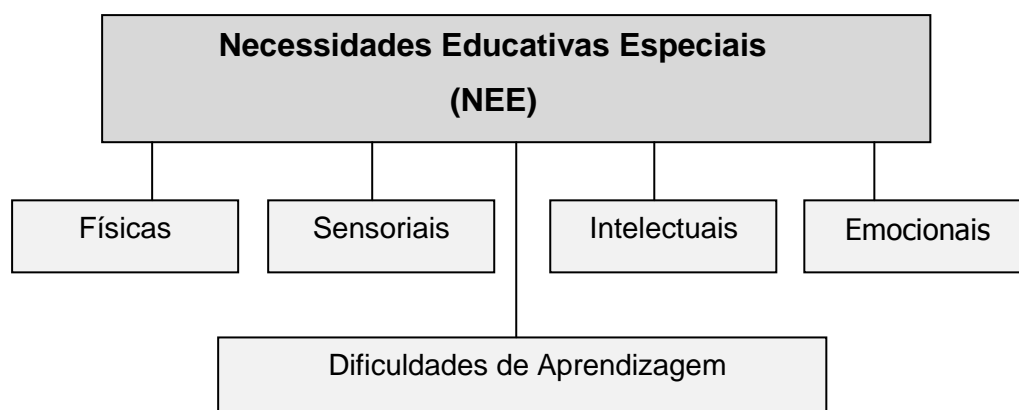 Necessidades Educativas Especiais
(NEE)
Físicas
Sensoriais
Intelectuais
Emocionais
Dificuldades de Aprendizagem